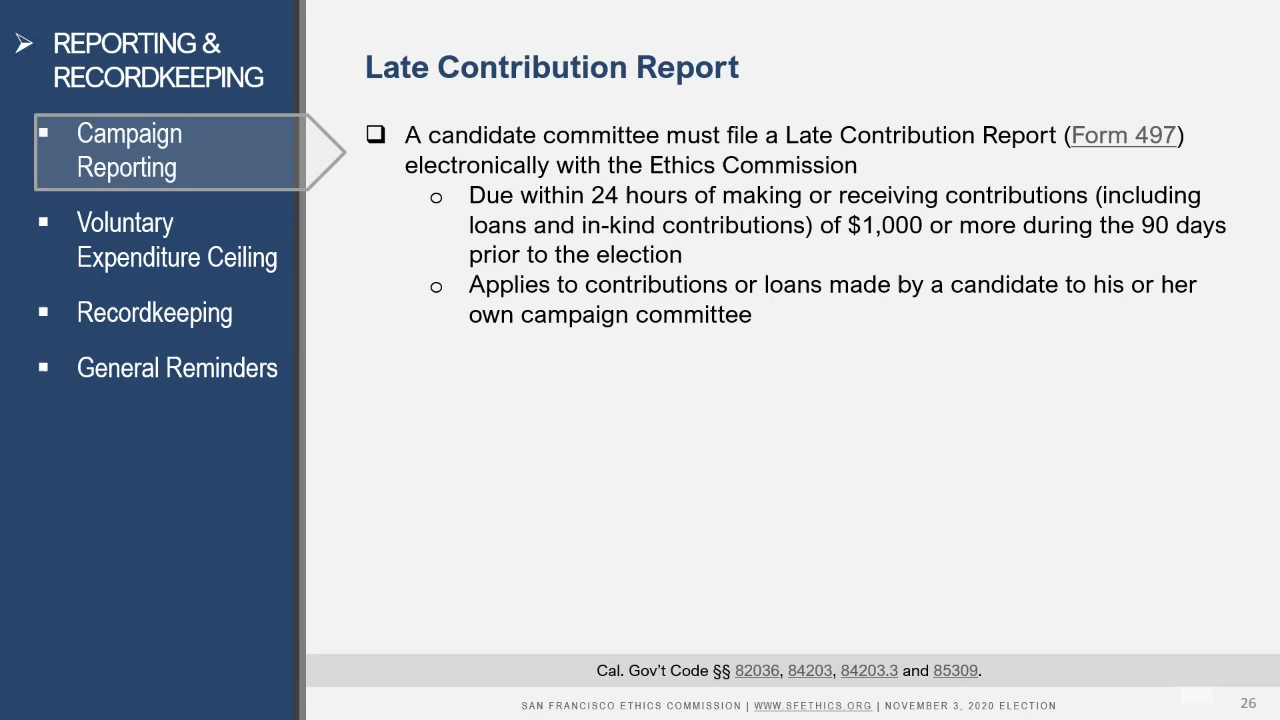 ➢ REPORTING &
RECORDKEEPING
▪ Campaign
Reporting
▪ Voluntary
Expenditure Ceiling
▪ Recordkeeping
▪ General Reminders
Late Contribution Report
❑ A candidate committee must file a Late Contribution Report (Form 497)
electronically with the Ethics Commission
o Due within 24 hours of making or receiving contributions (including
loans and in-kind contributions) of $1,000 or more during the 90 days
prior to the election
o Applies to contributions or loans made by a candidate to his or her
own campaign committee
Cal. Gov't Code §§ 82036, 84203, 84203.3 and 85309.
SAN FRANCISCO ETHICS COMMISSION | WWW.SFETHICS.ORG | NOVEMBER 3, 2020 ELECTION
26